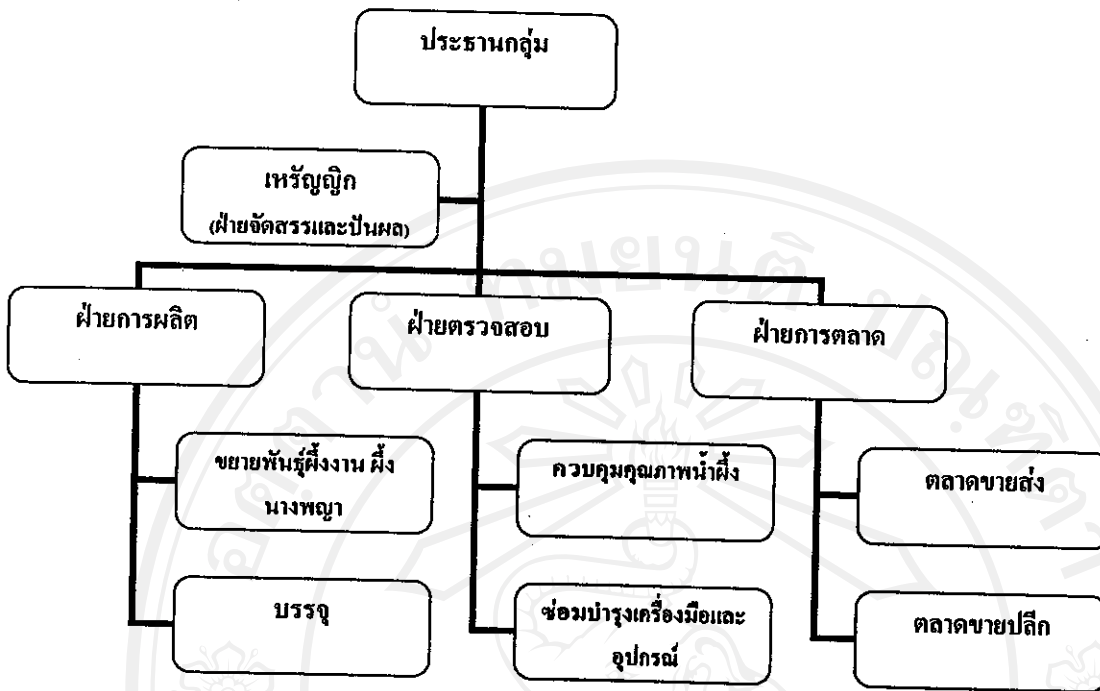 ประธานกลุ่ม
เหรัญญิก
(ฝ่ายจัดสรรและปันผล)
ฝ่ายการผลิต
ฝ่ายตรวจสอบ
ฝ่ายการตลาด
ขยายพันธุ์ผึ้งงาน ผึ้ง
นางพญา
ควบคุมคุณภาพน้ำผึ้ง
ตลาดขายส่ง
บรรจุ
ซ่อมบำรุงเครื่องมือและ
อุปกรณ์
ตลาดขายปลีก